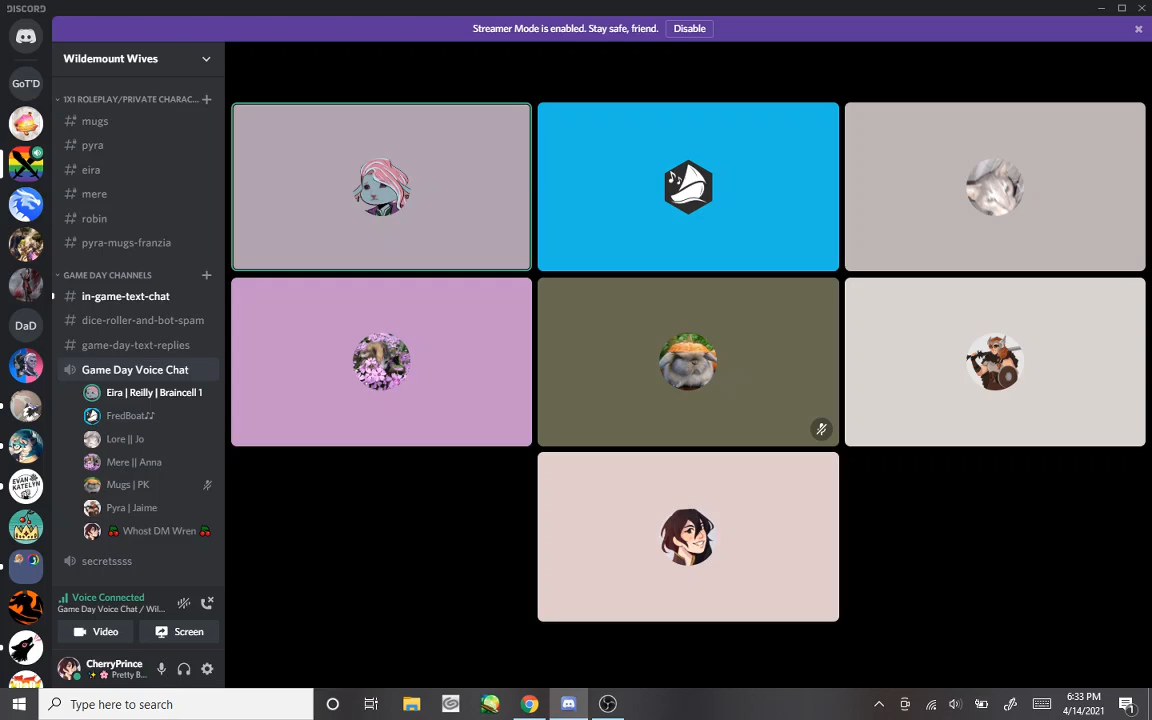 DISCORD
Streamer Mode is enabled. Stay safe, friend.
Disable
Wildemount Wives
GoT'D
1X1 ROLEPLAY/PRIVATE CHARAC...
mugs
pyra
eira
mere
robin
pyra-mugs-franzia
GAME DAY CHANNELS
in-game-text-chat
dice-roller-and-bot-spam
DaD
game-day-text-replies
Game Day Voice Chat
Eira | Reilly | Braincell 1
FredBoat♪♪
Lore || Jo
Mere || Anna
Mugs | PK
EVAN
KATELYN
Pyra | Jaime
🍒 Whost DM Wren 🍒
secretssss
Voice Connected
Game Day Voice Chat / Wil...
Video
Screen
CherryPrince
✨ 🌸 Pretty B...
Type here to search
6:33 PM
4/14/2021
1